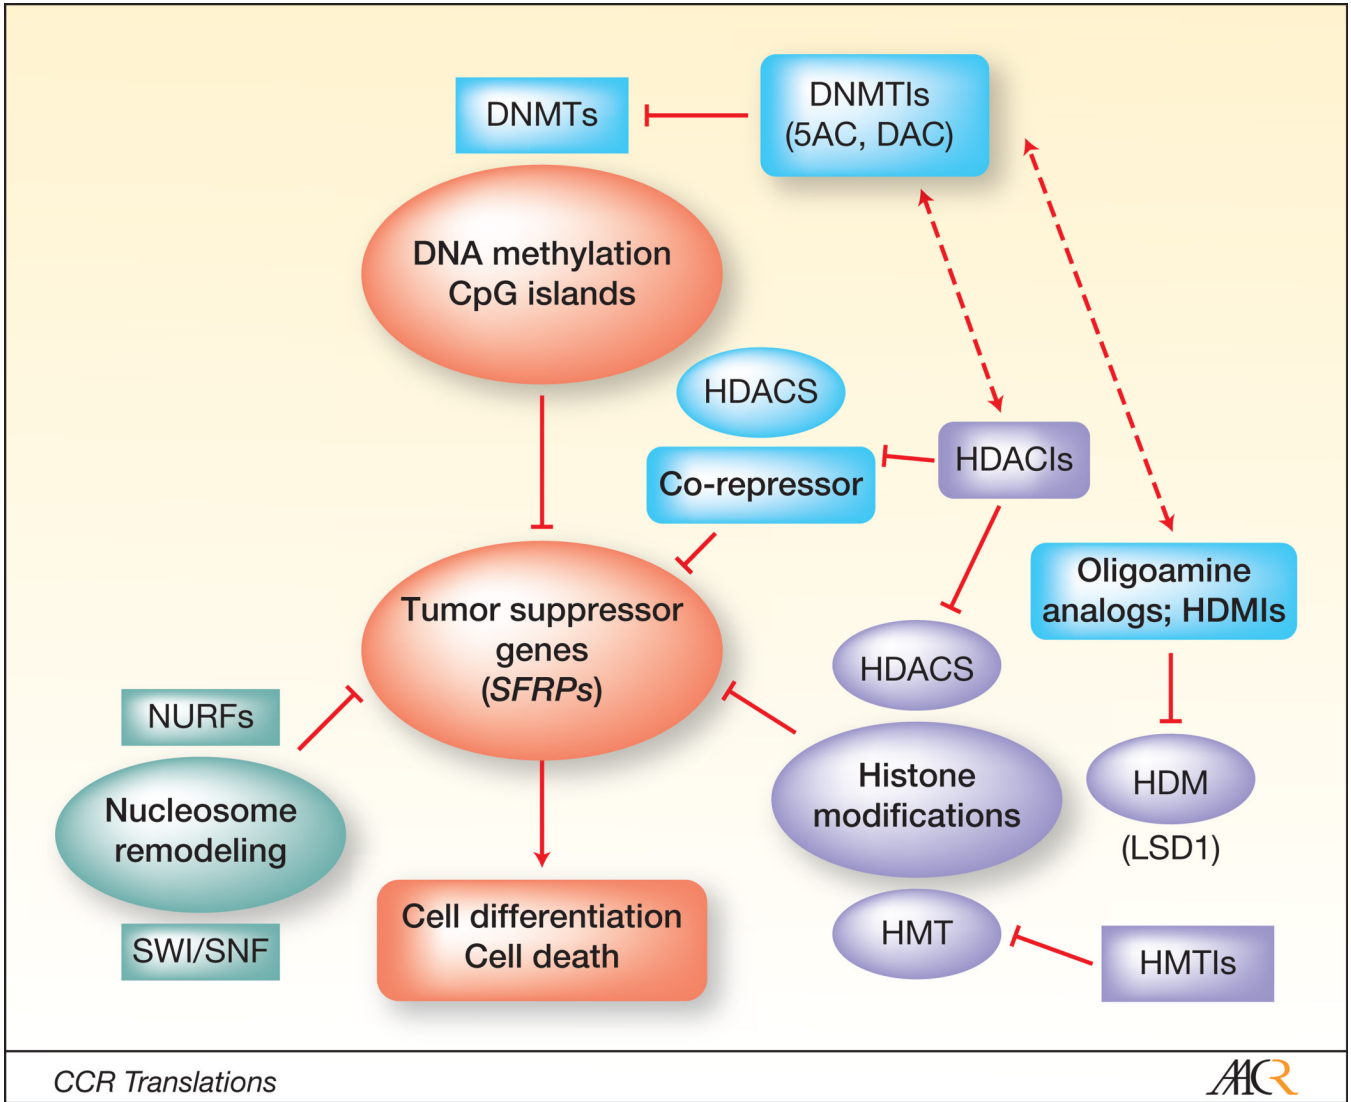 DNMTs
DNMTIs
(5AC, DAC)
DNA methylation
CpG islands
HDACS
Co-repressor
HDACIs
Oligoamine
analogs; HDMIs
Tumor suppressor
genes
(SFRPs)
HDACS
NURFs
Nucleosome
remodeling
SWI/SNF
Histone
modifications
HDM
(LSD1)
HMT
HMTIs
Cell differentiation
Cell death
CCR Translations
AACR